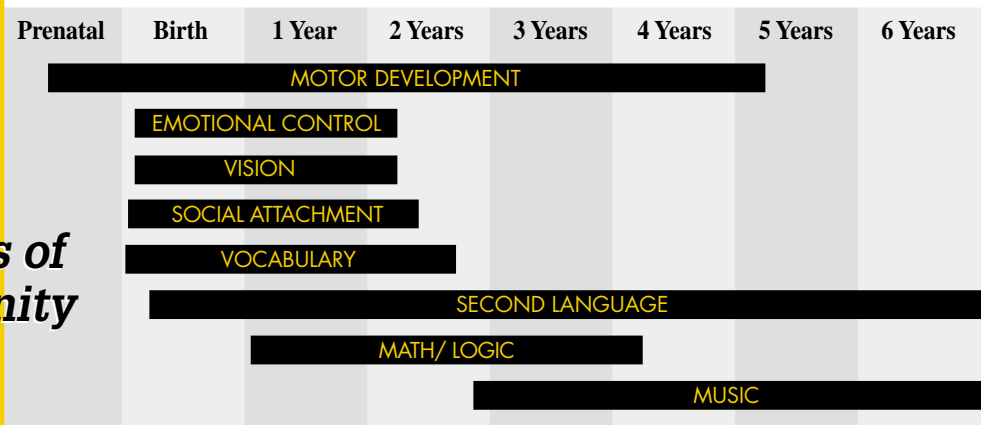 Prenatal Birth 1 Year 2 Years 3 Years 4 Years 5 Years 6 Years
MOTOR DEVELOPMENT
EMOTIONAL CONTROL
VISION
SOCIAL ATTACHMENT
of
VOCABULARY
SECOND LANGUAGE
MATH/ LOGIC
MUSIC